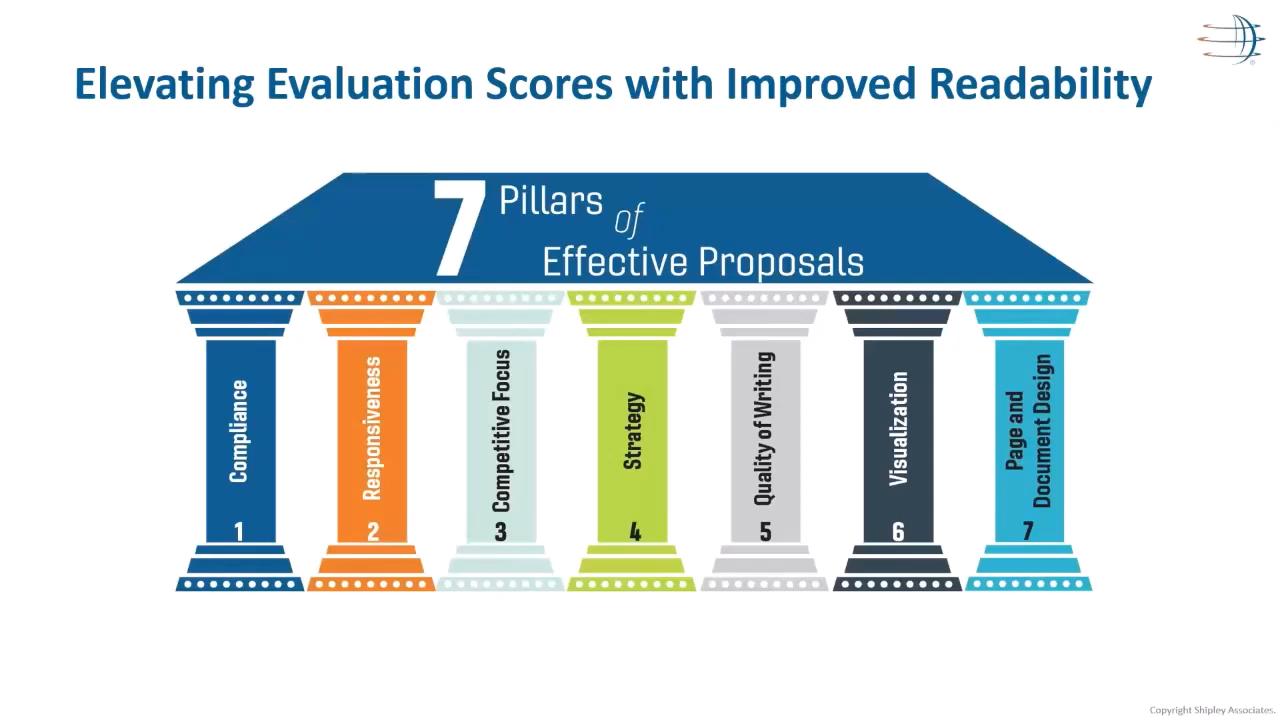 Elevating Evaluation Scores with Improved Readability
7 Pillars of
Effective Proposals
Compliance
1
Responsiveness
2
Competitive Focus
3
Strategy
4
Quality of Writing
5
Visualization
6
Page and
Document Design
7
Copyright Shipley Associates.